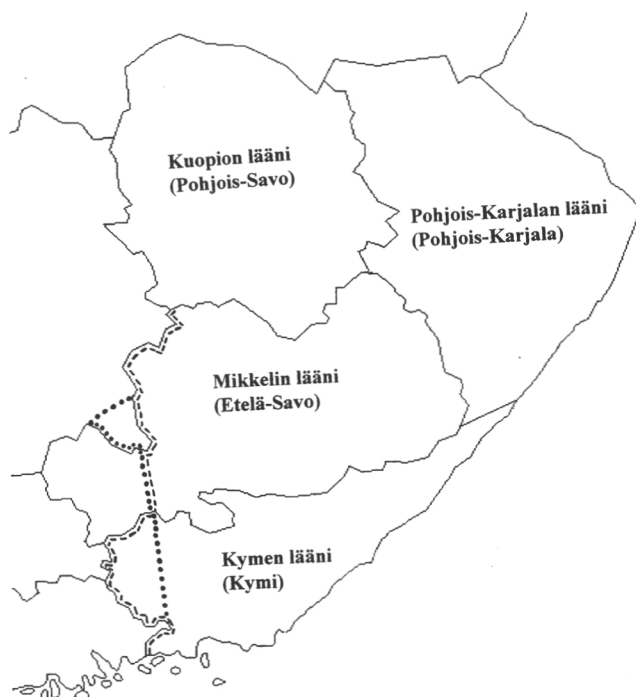 Kuopion lääni
(Pohjois-Savo)
Pohjois-Karjalan lääni
(Pohjois-Karjala)
Mikkelin lääni
(Etelä-Savo)
Kymen lääni
(Kymi)